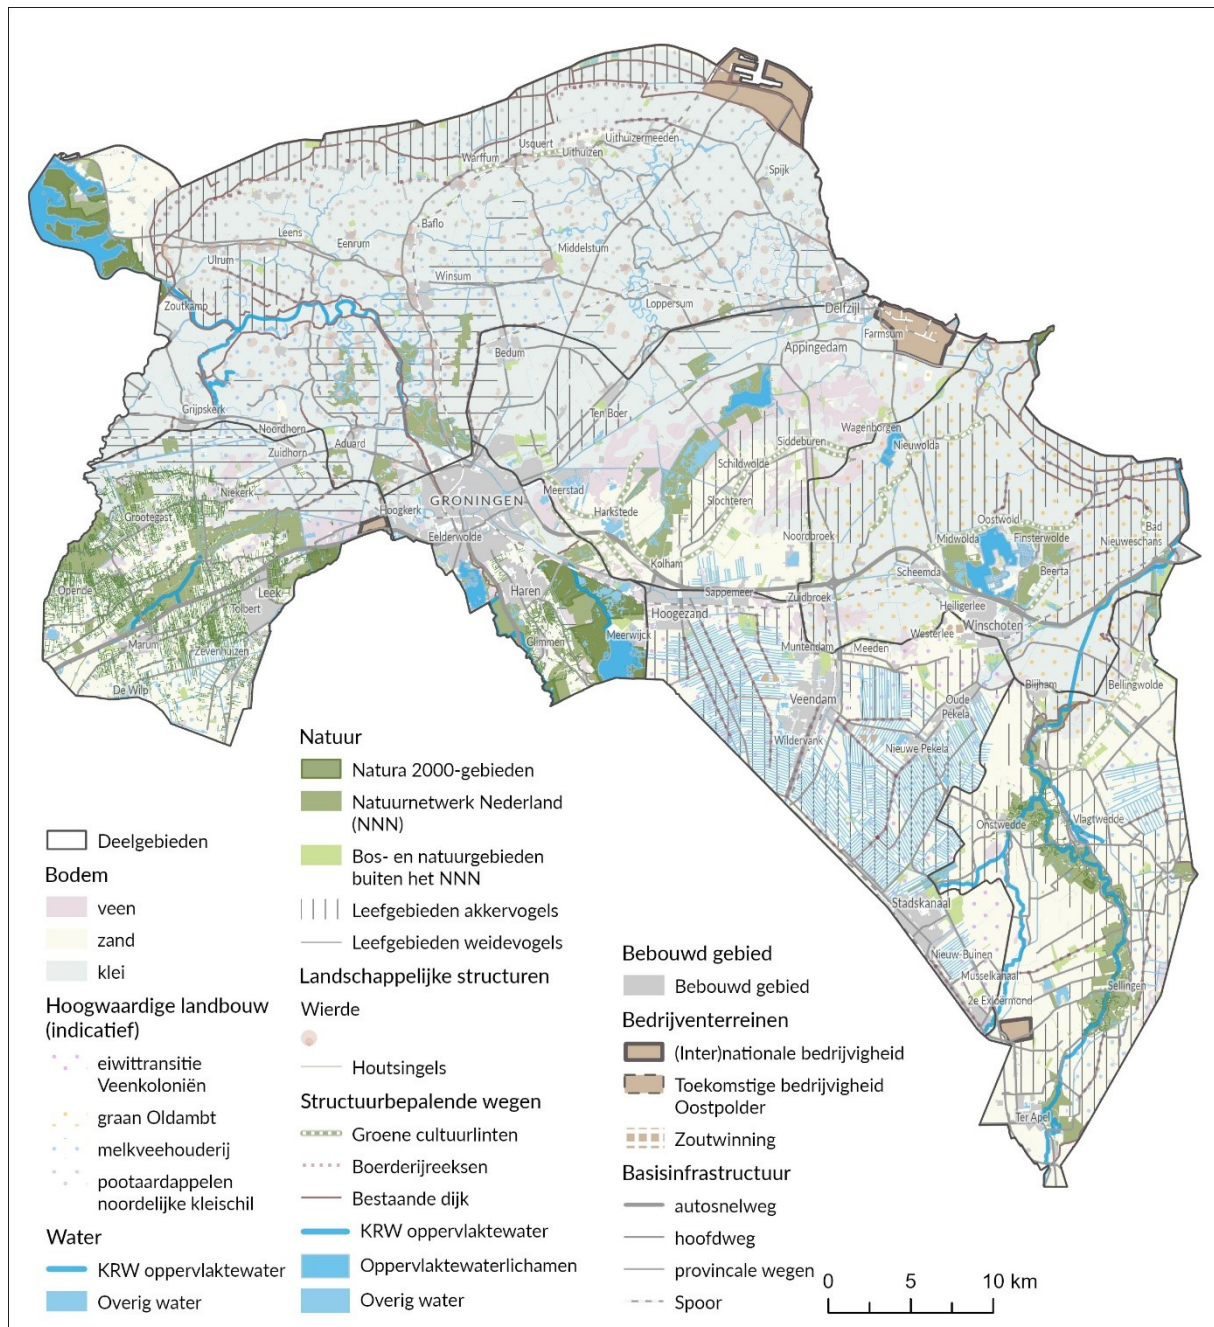 Uithuizermeeden
Usquert
Uithuizen
Warffum
Spijk
Baflo
Leens
Eenrum
Middelstum
Ulrum
Winsum
Loppersum
Zoutkamp
Delfzijl
Farmsum
Appingedam
Bedum
Grijpskerk
Ten Boer
Noordhorn
Aduard
Zuidhorn
Wagenborgen
Siddeburen
Nieuwolda
Schildwolde
Niekerk
Meerstad
GRONINGEN
Slochteren
Hoogkerk
Harkstede
Grootegast
Oostwold
Bad
Nieuweschans
Eelderwolde
Noordbroek
Midwolda
Finsterwolde
Kolham
Scheemda
Beerta
Opende
Leek
Haren
Sappemeer
Zuidbroek
Tolbert
Hoogezand
Heiligerlee
Winschoten
Marum
Glimmen
Meerwijck
Westerlee
Zevenhuizen
Muntendam
Meeden
De Wilp
Blijham
Bellingwolde
Veendam
Oude
Pekela
Wildervank
Nieuwe Pekela
Onstwedde
Vlagtwedde
Stadskanaal
Nieuw-Buinen
Musselkanaal
2e Exloermond
Sellingen
Ter Apel
Deelgebieden
Bodem
veen
zand
klei
Hoogwaardige landbouw
(indicatief)
eiwittransitie
Veenkoloniën
graan Oldambt
melkveehouderij
pootaardappelen
noordelijke kleischil
Water
KRW oppervlaktewater
Overig water
Natuur
Natura 2000-gebieden
Natuurnetwerk Nederland
(NNN)
Bos- en natuurgebieden
buiten het NNN
Leefgebieden akkervogels
Leefgebieden weidevogels
Landschappelijke structuren
Wierde
Houtsingels
Structuurbepalende wegen
Groene cultuurlinten
Boerderijreeksen
Bestaande dijk
KRW oppervlaktewater
Oppervlaktewaterlichamen
Overig water
Bebouwd gebied
Bebouwd gebied
Bedrijventerreinen
(Inter)nationale bedrijvigheid
Toekomstige bedrijvigheid
Oostpolder
Zoutwinning
Basisinfrastructuur
autosnelweg
hoofdweg
provincale wegen
Spoor
0 5 10 km